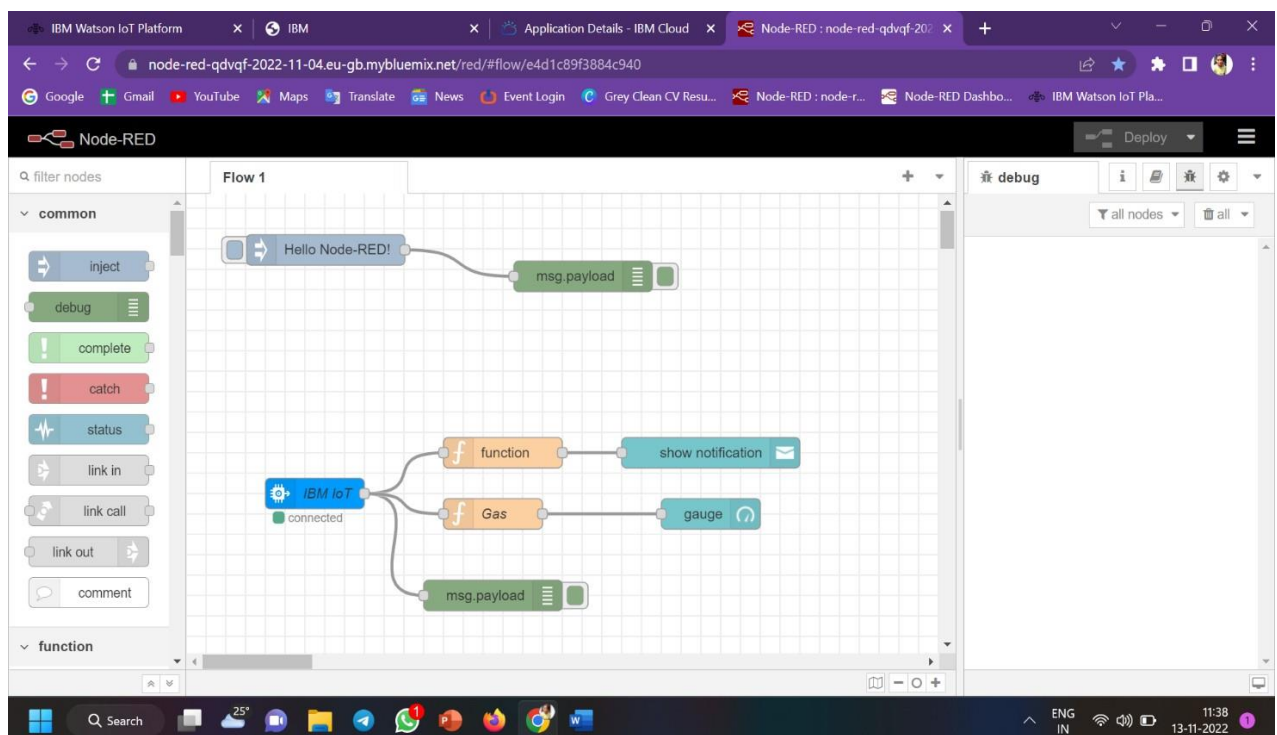 IBM Watson IoT Platform
IBM
Application Details - IBM Cloud
Node-RED : node-red-qdvqf-202
node-red-qdvqf-2022-11-04.eu-gb.mybluemix.net/red/#flow/e4d1c89f3884c940
Google Gmail YouTube Maps Translate News Event Login Grey Clean CV Resu... Node-RED : node-r... Node-RED Dashbo... IBM Watson IoT Pla...
Node-RED
Deploy
filter nodes
Flow 1
debug
common
all nodes
all
inject
debug
complete
catch
status
link in
link call
link out
comment
function
Hello Node-RED!
msg.payload
function
show notification
IBM IoT
connected
Gas
gauge
msg.payload
25°
Search
1
ENG
IN
11:38
13-11-2022
1